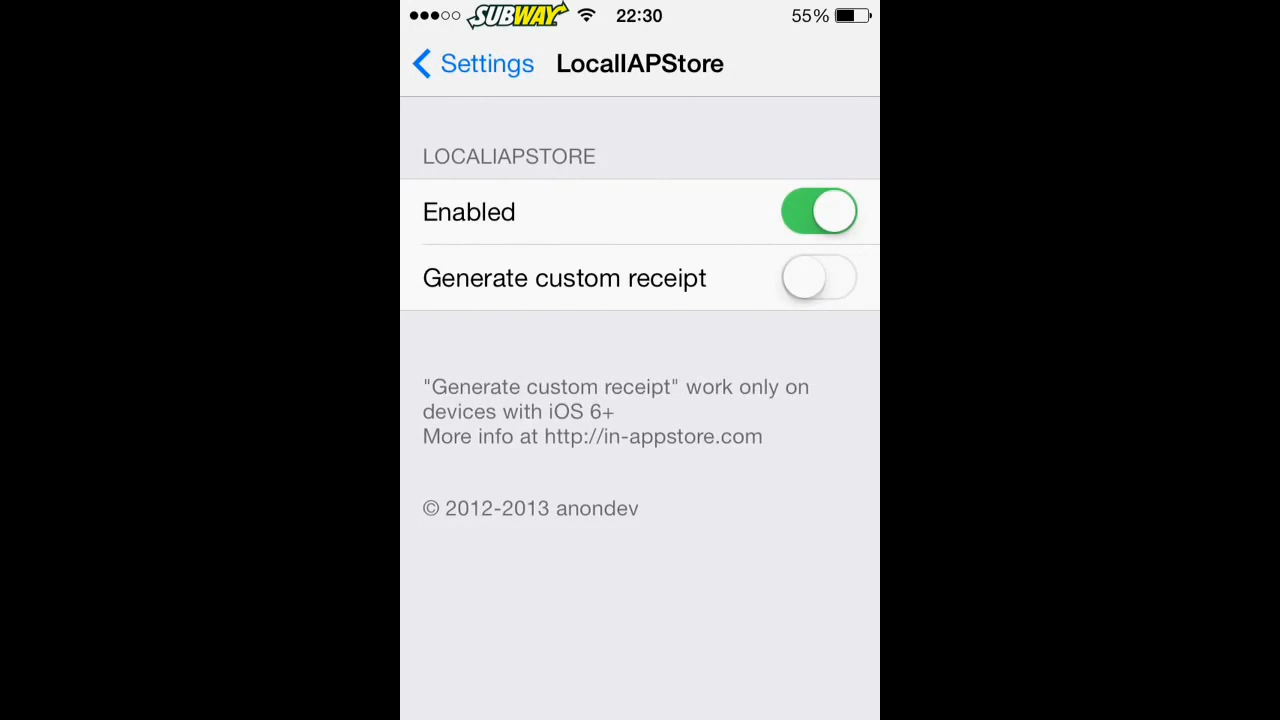 SUBWAY 22:30 55%
Settings LocalIAPStore
LOCALIAPSTORE
Enabled
Generate custom receipt
"Generate custom receipt" work only on
devices with iOS 6+
More info at http://in-appstore.com
© 2012-2013 anondev